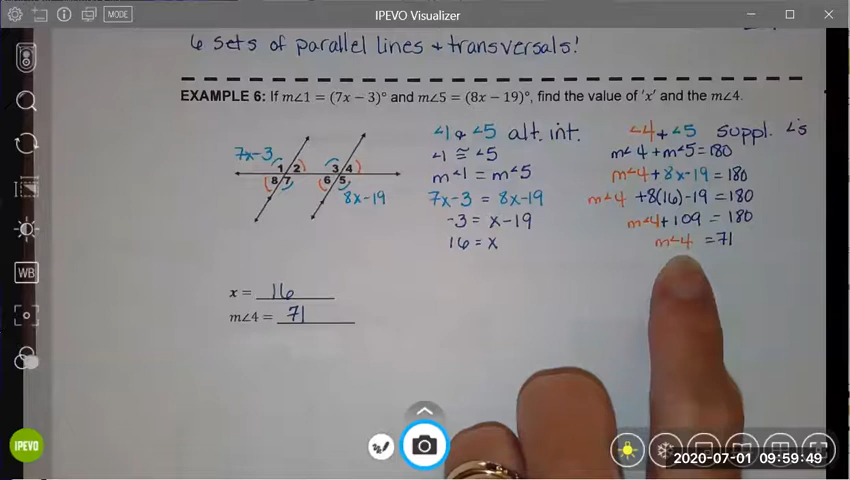 IPEVO Visualizer
MODE
6 sets of parallel lines & transversals!
EXAMPLE 6: If m∠1 = (7x − 3)° and m∠5 = (8x − 19)°, find the value of 'x' and the m∠4.
7x-3
1 2
3 4
8 7
6 5
8x-19
∠1 & ∠5 alt. int.
∠1 ≅ ∠5
m∠1 = m∠5
7x-3 = 8x-19
-3 = x-19
16 = x
∠4 + ∠5 suppl. ∠'s
m∠4 + m∠5 = 180
m∠4 + 8x-19 = 180
m∠4 +8(16)-19 = 180
m∠4 + 109 = 180
m∠4 = 71
x = 16
m∠4 = 71
WB
IPEVO
2020-07-01 09:59:49